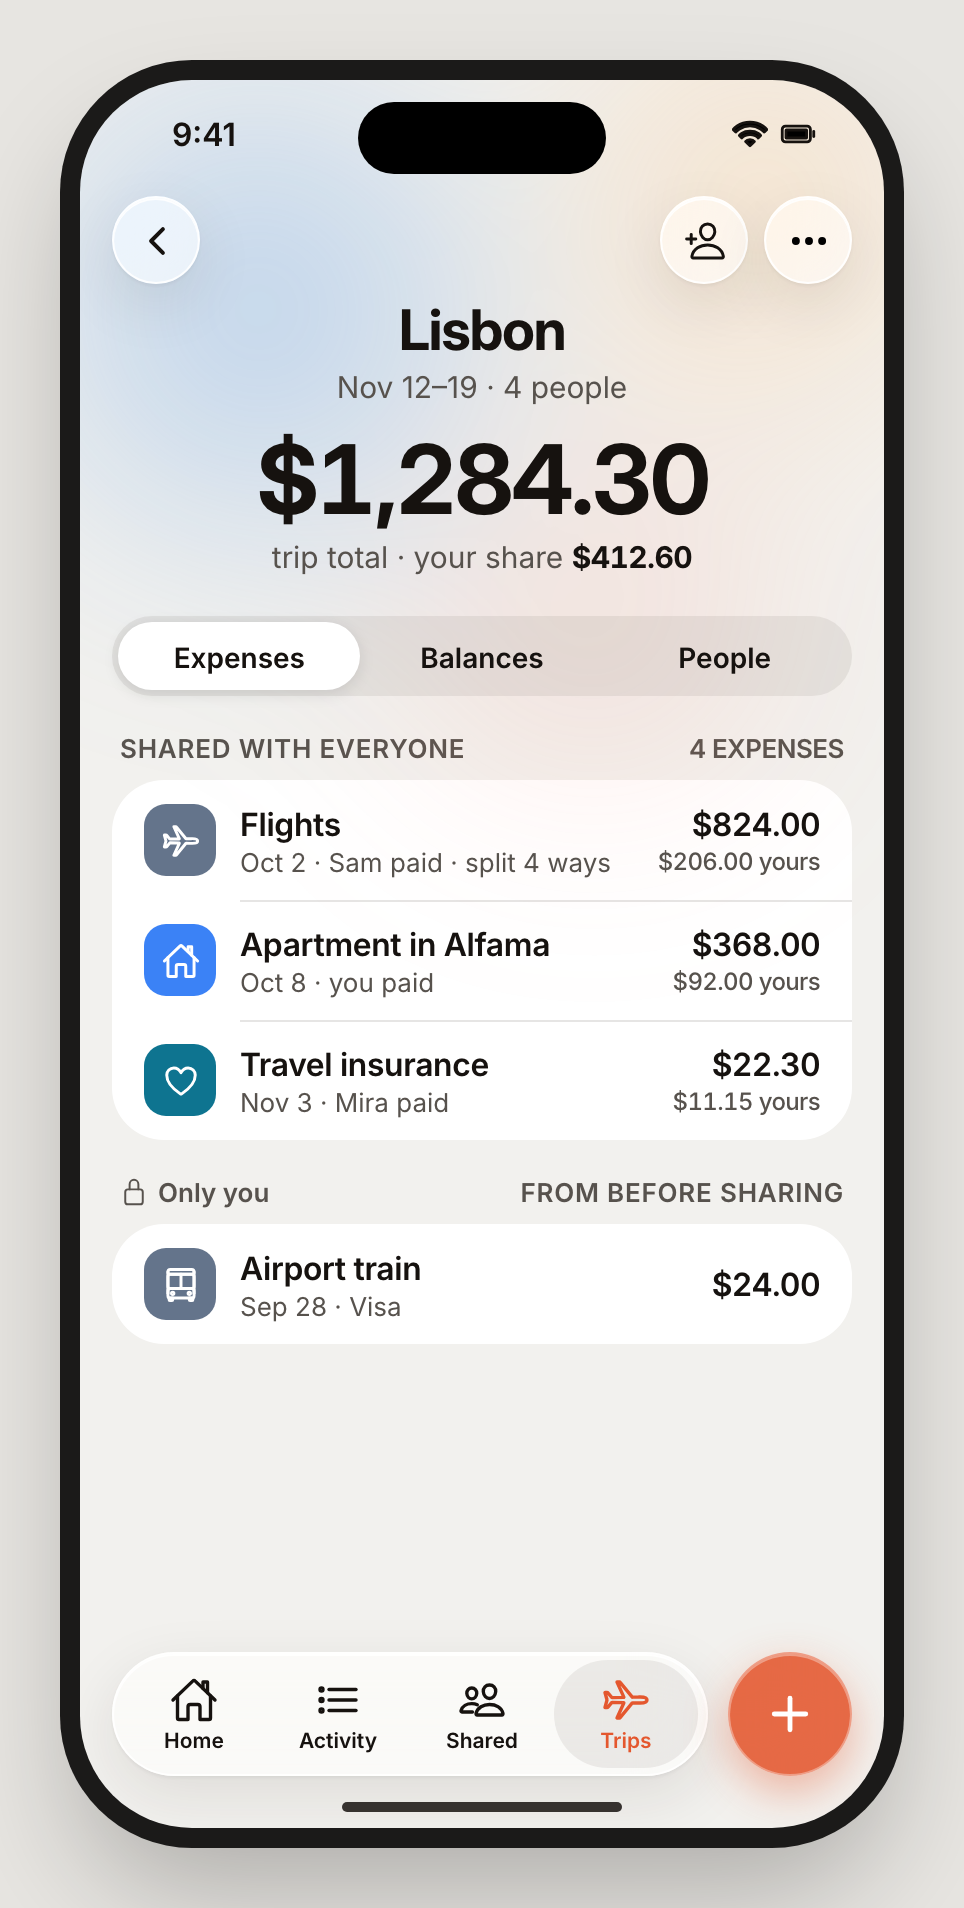 9:41
Lisbon
Nov 12–19 · 4 people
$1,284.30
trip total · your share $412.60
Expenses Balances People
SHARED WITH EVERYONE 4 EXPENSES
Flights $824.00
Oct 2 · Sam paid · split 4 ways $206.00 yours
Apartment in Alfama $368.00
Oct 8 · you paid $92.00 yours
Travel insurance $22.30
Nov 3 · Mira paid $11.15 yours
Only you FROM BEFORE SHARING
Airport train $24.00
Sep 28 · Visa
Home Activity Shared Trips